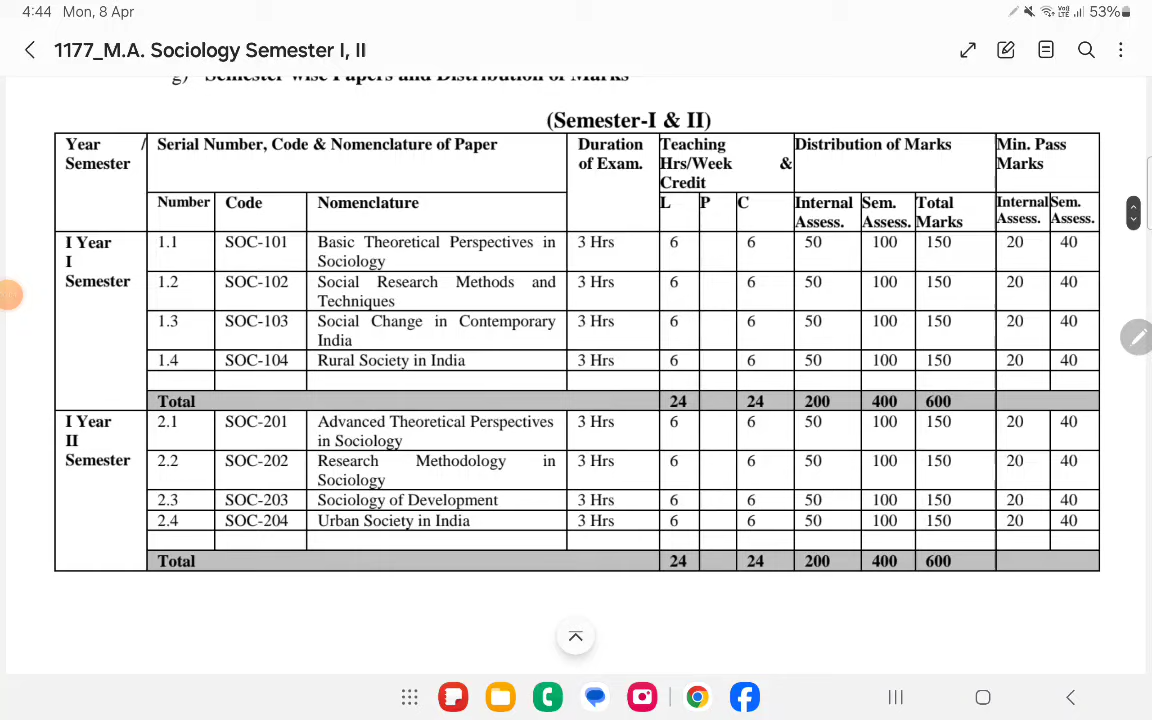 4:44 Mon, 8 Apr 53%
1177_M.A. Sociology Semester I, II
g) Semester wise Papers and Distribution of Marks
(Semester-I & II)
Year / Semester Serial Number, Code & Nomenclature of Paper Duration of Exam. Teaching Hrs/Week & Credit Distribution of Marks Min. Pass Marks
Number Code Nomenclature L P C Internal Assess. Sem. Assess. Total Marks Internal Assess. Sem. Assess.
I Year I Semester 1.1 SOC-101 Basic Theoretical Perspectives in Sociology 3 Hrs 6 6 50 100 150 20 40
1.2 SOC-102 Social Research Methods and Techniques 3 Hrs 6 6 50 100 150 20 40
1.3 SOC-103 Social Change in Contemporary India 3 Hrs 6 6 50 100 150 20 40
1.4 SOC-104 Rural Society in India 3 Hrs 6 6 50 100 150 20 40
Total 24 24 200 400 600
I Year II Semester 2.1 SOC-201 Advanced Theoretical Perspectives in Sociology 3 Hrs 6 6 50 100 150 20 40
2.2 SOC-202 Research Methodology in Sociology 3 Hrs 6 6 50 100 150 20 40
2.3 SOC-203 Sociology of Development 3 Hrs 6 6 50 100 150 20 40
2.4 SOC-204 Urban Society in India 3 Hrs 6 6 50 100 150 20 40
Total 24 24 200 400 600